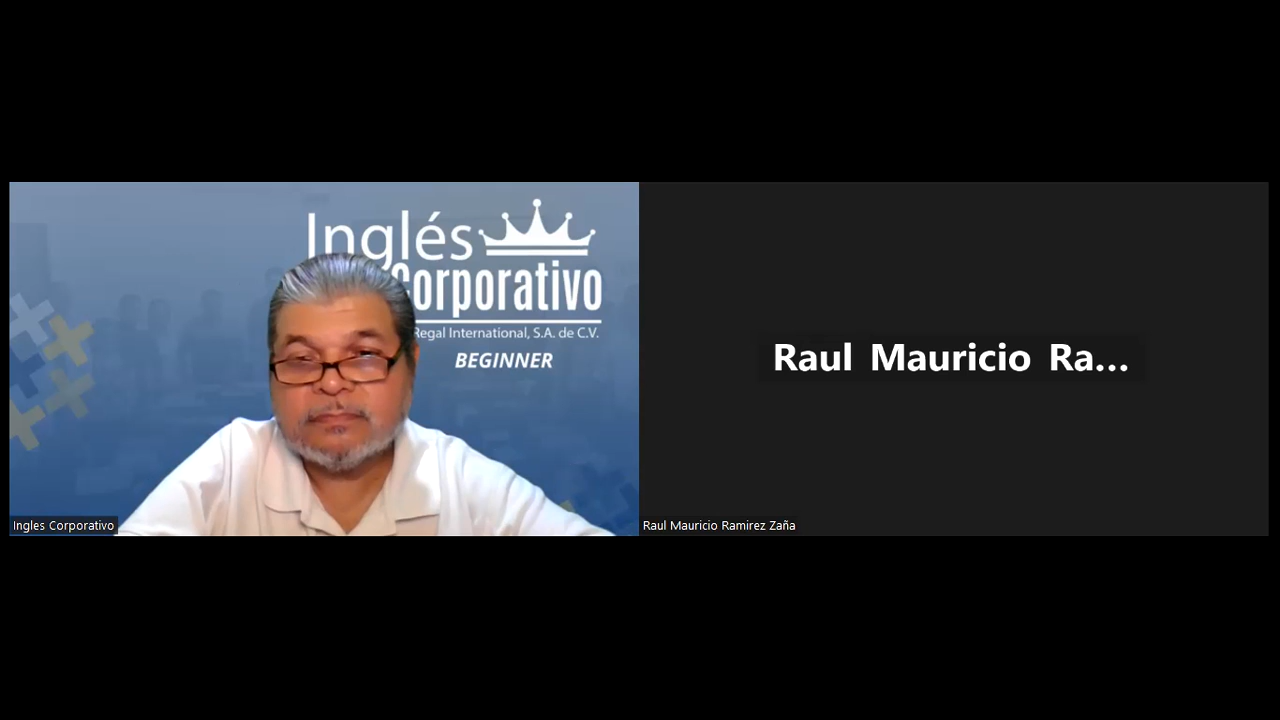 Inglés
Corporativo
Regal International, S.A. de C.V.
BEGINNER
Ingles Corporativo
Raul Mauricio Ra...
Raul Mauricio Ramirez Zaña